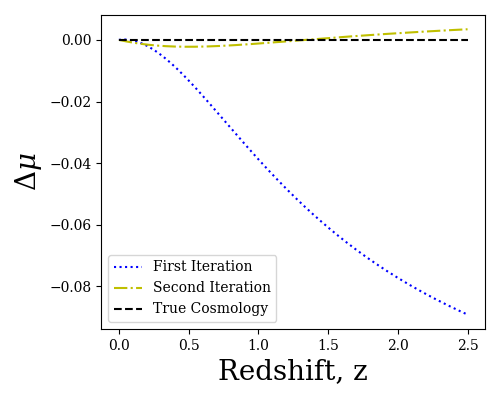 0.00
−0.02
−0.04
−0.06
−0.08
Δμ
First Iteration
Second Iteration
True Cosmology
0.0 0.5 1.0 1.5 2.0 2.5
Redshift, z